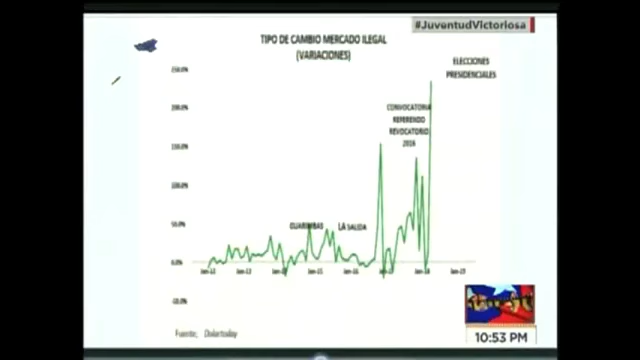 #JuventudVictoriosa
TIPO DE CAMBIO MERCADO ILEGAL
(VARIACIONES)
ELECCIONES
PRESIDENCIALES
250.0%
200.0%
150.0%
100.0%
50.0%
0.0%
CONVOCATORIA
REFERENDO
REVOCATORIO
2016
GUARIMBAS
LA SALIDA
Jan-12
Jan-13
Jan-14
Jan-15
Jan-16
Jan-17
Jan-18
Jan-19
Fuente: Dolartoday
10:53 PM